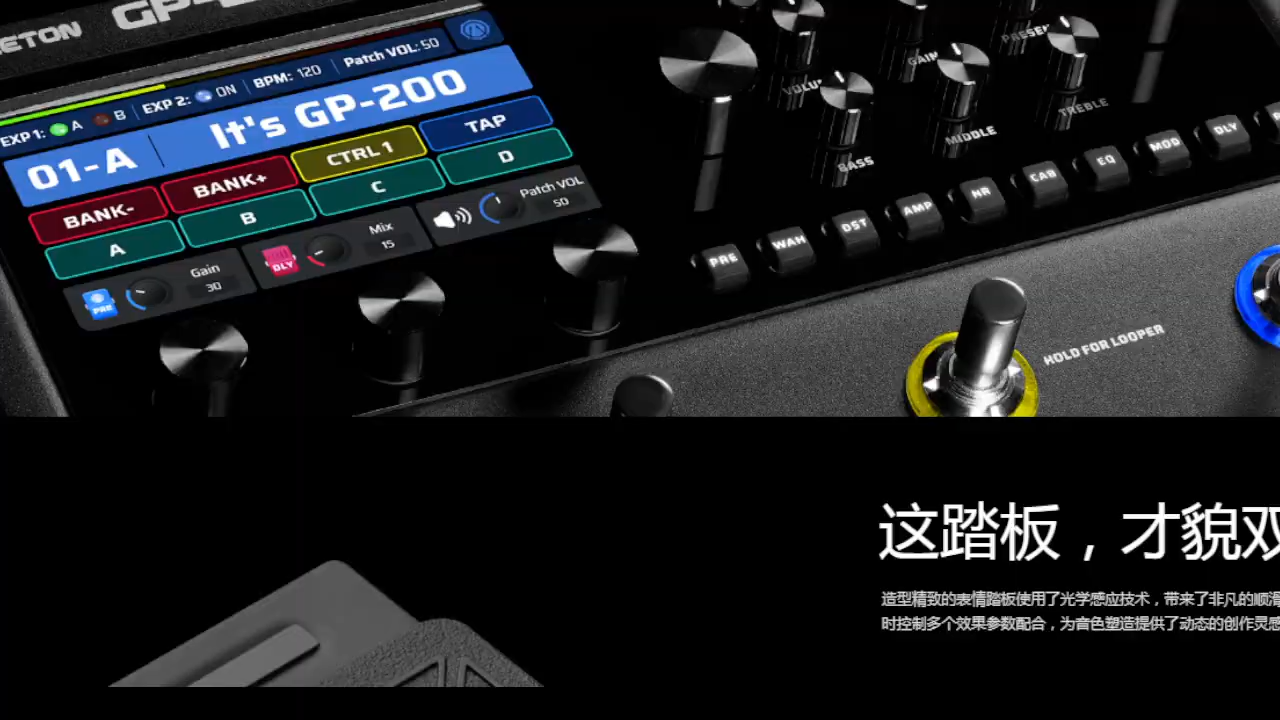 ETON
GP-2
EXP 1: A B EXP 2: ON BPM: 120 Patch VOL: 50
01-A It's GP-200
BANK- BANK+ CTRL 1 TAP
A B C D
PRE Gain 30
DLY Mix 15
Patch VOL 50
VOLU
GAIN
PRESE
BASS
MIDDLE
TREBLE
PRE WAH DST AMP NR CAB EQ MOD DLY
HOLD FOR LOOPER
这踏板，才貌双
造型精致的表情踏板使用了光学感应技术，带来了非凡的顺滑
时控制多个效果参数配合，为音色塑造提供了动态的创作灵感